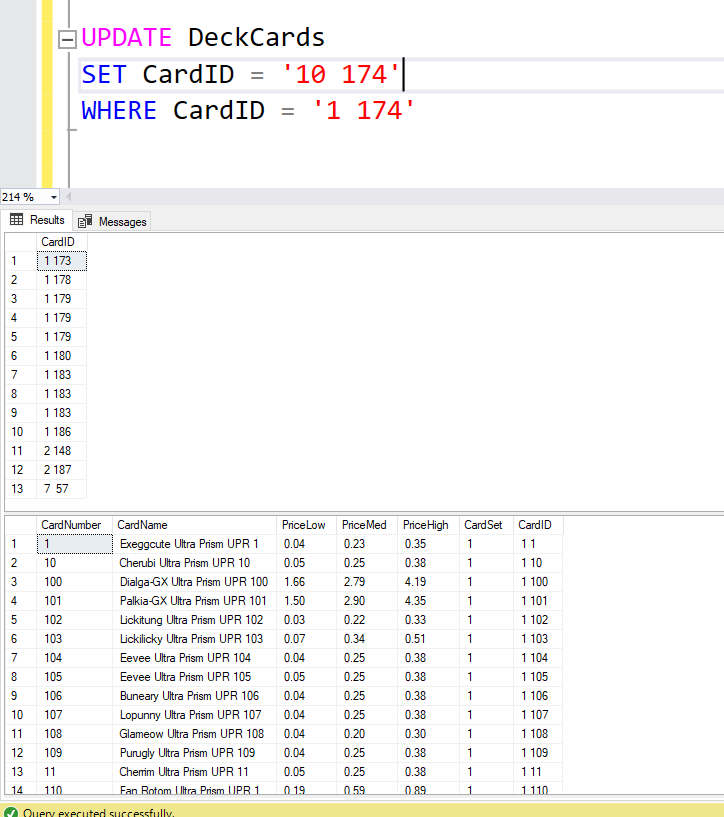 UPDATE DeckCards
SET CardID = '10 174'
WHERE CardID = '1 174'
214 %
Results Messages
CardID
1 1 173
2 1 178
3 1 179
4 1 179
5 1 179
6 1 180
7 1 183
8 1 183
9 1 183
10 1 186
11 2 148
12 2 187
13 7 57
CardNumber CardName PriceLow PriceMed PriceHigh CardSet CardID
1 1 Exeggcute Ultra Prism UPR 1 0.04 0.23 0.35 1 1 1
2 10 Cherubi Ultra Prism UPR 10 0.05 0.25 0.38 1 1 10
3 100 Dialga-GX Ultra Prism UPR 100 1.66 2.79 4.19 1 1 100
4 101 Palkia-GX Ultra Prism UPR 101 1.50 2.90 4.35 1 1 101
5 102 Lickitung Ultra Prism UPR 102 0.03 0.22 0.33 1 1 102
6 103 Lickilicky Ultra Prism UPR 103 0.07 0.34 0.51 1 1 103
7 104 Eevee Ultra Prism UPR 104 0.04 0.25 0.38 1 1 104
8 105 Eevee Ultra Prism UPR 105 0.05 0.25 0.38 1 1 105
9 106 Buneary Ultra Prism UPR 106 0.04 0.25 0.38 1 1 106
10 107 Lopunny Ultra Prism UPR 107 0.04 0.25 0.38 1 1 107
11 108 Glameow Ultra Prism UPR 108 0.04 0.20 0.30 1 1 108
12 109 Purugly Ultra Prism UPR 109 0.04 0.25 0.38 1 1 109
13 11 Cherrim Ultra Prism UPR 11 0.05 0.25 0.38 1 1 11
14 110 Fan Rotom Ultra Prism UPR 1 0.19 0.59 0.89 1 1 110
Query executed successfully.